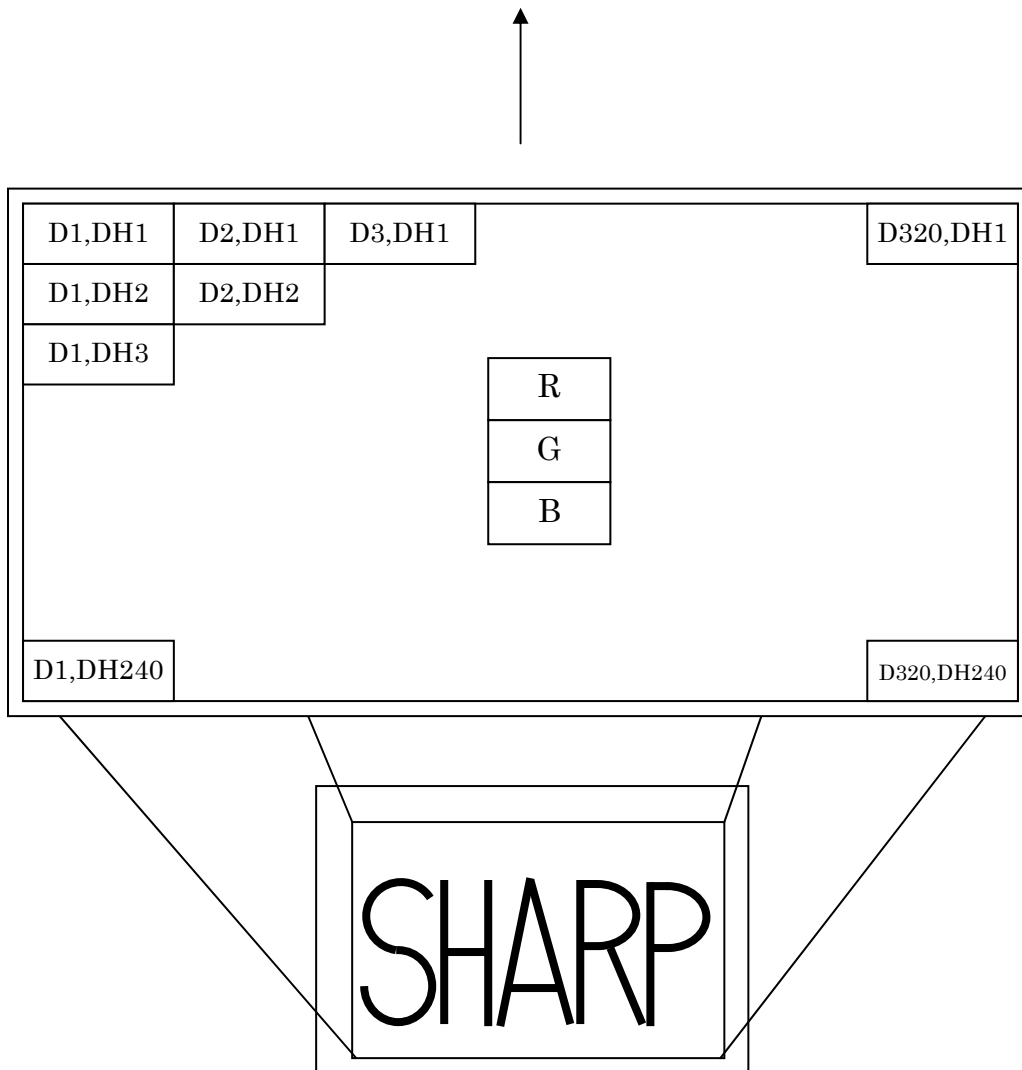 D1,DH1 D2,DH1 D3,DH1 D320,DH1
D1,DH2 D2,DH2
D1,DH3
R
G
B
D1,DH240 D320,DH240
SHARP